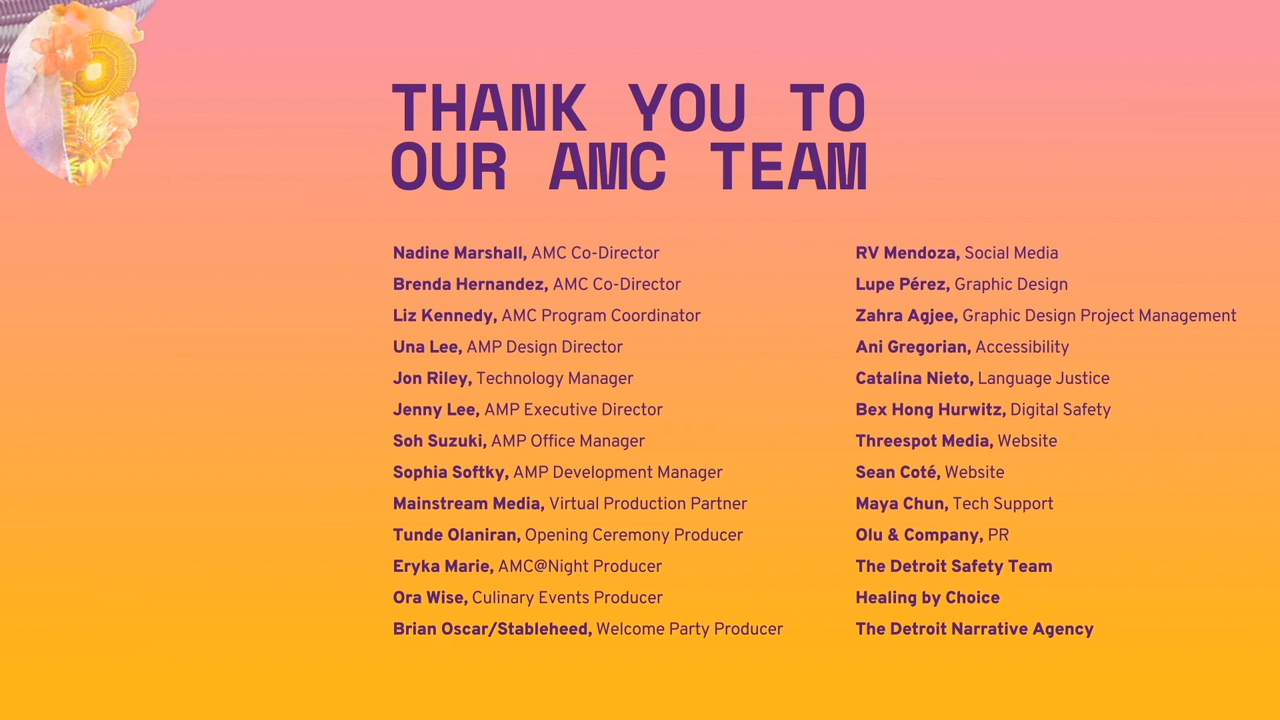 THANK YOU TO
OUR AMC TEAM
Nadine Marshall, AMC Co-Director
Brenda Hernandez, AMC Co-Director
Liz Kennedy, AMC Program Coordinator
Una Lee, AMP Design Director
Jon Riley, Technology Manager
Jenny Lee, AMP Executive Director
Soh Suzuki, AMP Office Manager
Sophia Softky, AMP Development Manager
Mainstream Media, Virtual Production Partner
Tunde Olaniran, Opening Ceremony Producer
Eryka Marie, AMC@Night Producer
Ora Wise, Culinary Events Producer
Brian Oscar/Stableheed, Welcome Party Producer
RV Mendoza, Social Media
Lupe Pérez, Graphic Design
Zahra Agjee, Graphic Design Project Management
Ani Gregorian, Accessibility
Catalina Nieto, Language Justice
Bex Hong Hurwitz, Digital Safety
Threespot Media, Website
Sean Coté, Website
Maya Chun, Tech Support
Olu & Company, PR
The Detroit Safety Team
Healing by Choice
The Detroit Narrative Agency